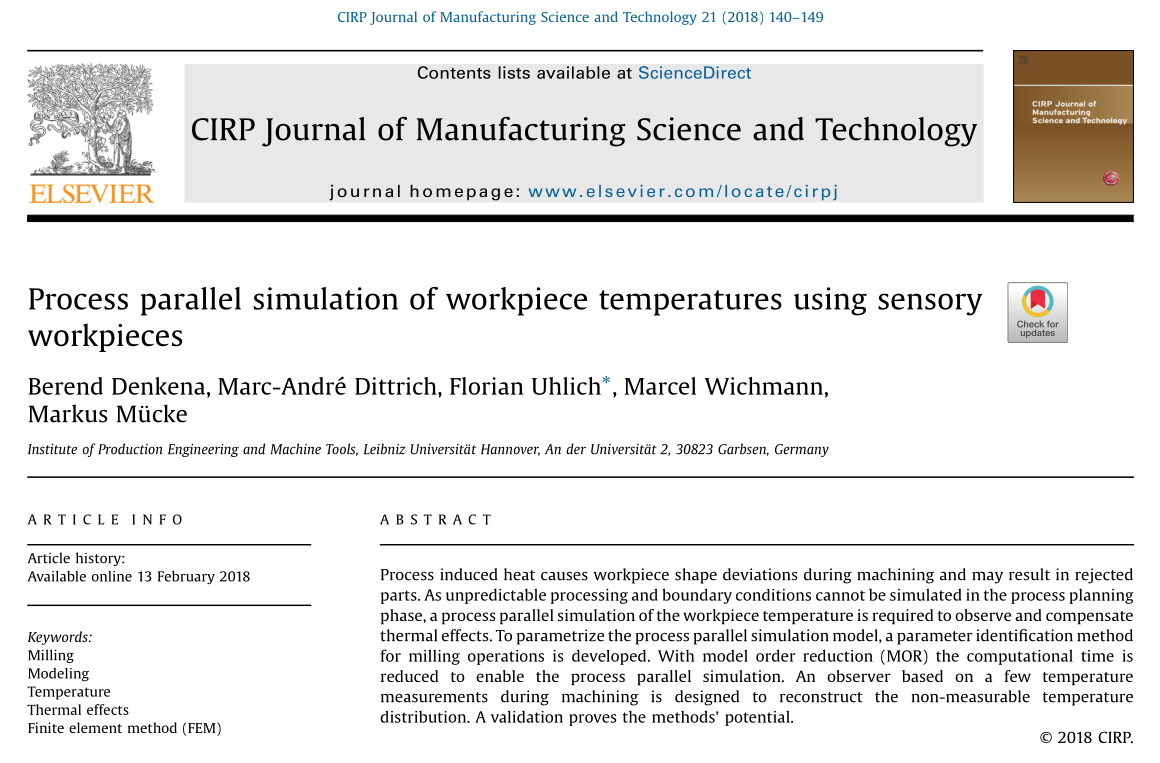 CIRP Journal of Manufacturing Science and Technology 21 (2018) 140–149
Contents lists available at ScienceDirect
CIRP Journal of Manufacturing Science and Technology
journal homepage: www.elsevier.com/locate/cirpj
ELSEVIER
CIRP Journal of
Manufacturing
Science and Technology
Process parallel simulation of workpiece temperatures using sensory
workpieces
Check for
updates
Berend Denkena, Marc-André Dittrich, Florian Uhlich*, Marcel Wichmann,
Markus Mücke
Institute of Production Engineering and Machine Tools, Leibniz Universität Hannover, An der Universität 2, 30823 Garbsen, Germany
ARTICLE INFO
Article history:
Available online 13 February 2018
Keywords:
Milling
Modeling
Temperature
Thermal effects
Finite element method (FEM)
ABSTRACT
Process induced heat causes workpiece shape deviations during machining and may result in rejected
parts. As unpredictable processing and boundary conditions cannot be simulated in the process planning
phase, a process parallel simulation of the workpiece temperature is required to observe and compensate
thermal effects. To parametrize the process parallel simulation model, a parameter identification method
for milling operations is developed. With model order reduction (MOR) the computational time is
reduced to enable the process parallel simulation. An observer based on a few temperature
measurements during machining is designed to reconstruct the non-measurable temperature
distribution. A validation proves the methods' potential.
© 2018 CIRP.